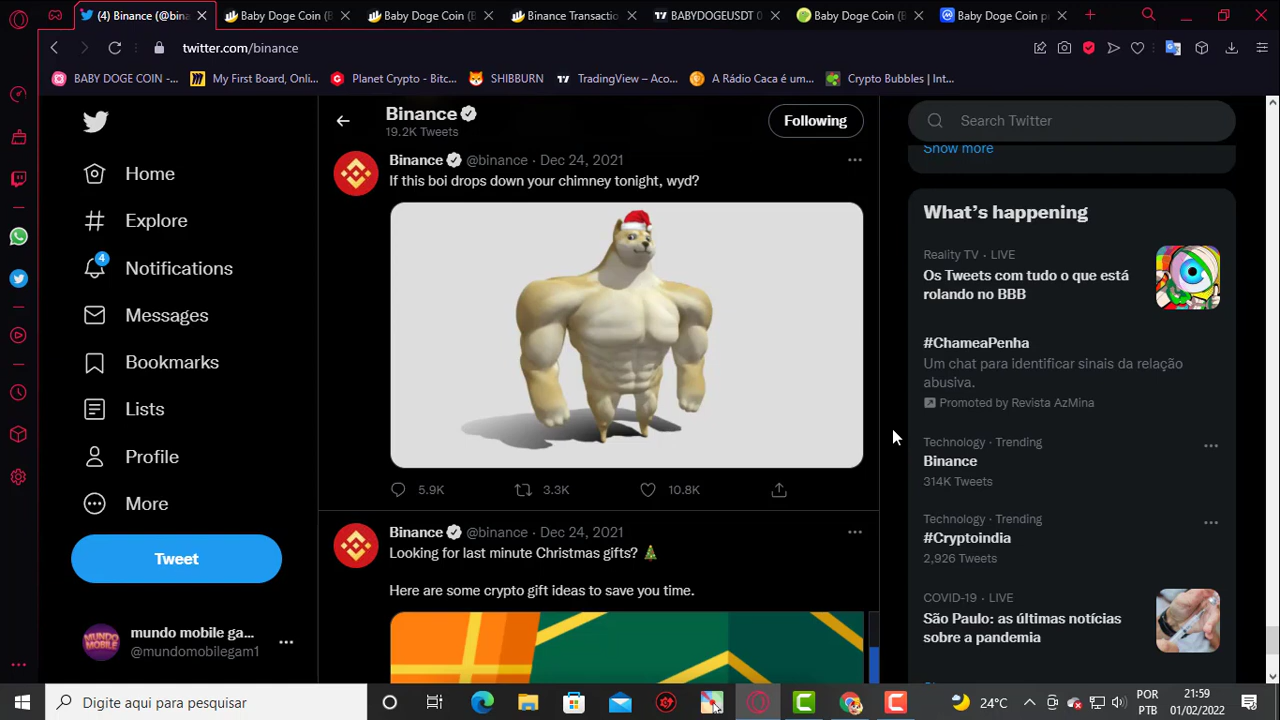 (4) Binance (@bina
Baby Doge Coin (B
Baby Doge Coin (B
Binance Transactio
BABYDOGEUSDT 0
Baby Doge Coin (B
Baby Doge Coin p
twitter.com/binance
BABY DOGE COIN -...
My First Board, Onli...
Planet Crypto - Bitc...
SHIBBURN
TradingView – Aco...
A Rádio Caca é um...
Crypto Bubbles | Int...
Home
Explore
4
Notifications
Messages
Bookmarks
Lists
Profile
More
Tweet
mundo mobile ga...
@mundomobilegam1
Binance
19.2K Tweets
Following
Binance @binance · Dec 24, 2021
If this boi drops down your chimney tonight, wyd?
5.9K
3.3K
10.8K
Binance @binance · Dec 24, 2021
Looking for last minute Christmas gifts?
Here are some crypto gift ideas to save you time.
Search Twitter
Show more
What's happening
Reality TV · LIVE
Os Tweets com tudo o que está
rolando no BBB
#ChameaPenha
Um chat para identificar sinais da relação
abusiva.
Promoted by Revista AzMina
Technology · Trending
Binance
314K Tweets
Technology · Trending
#Cryptoindia
2,926 Tweets
COVID-19 · LIVE
São Paulo: as últimas notícias
sobre a pandemia
Digite aqui para pesquisar
24°C
POR
PTB
21:59
01/02/2022